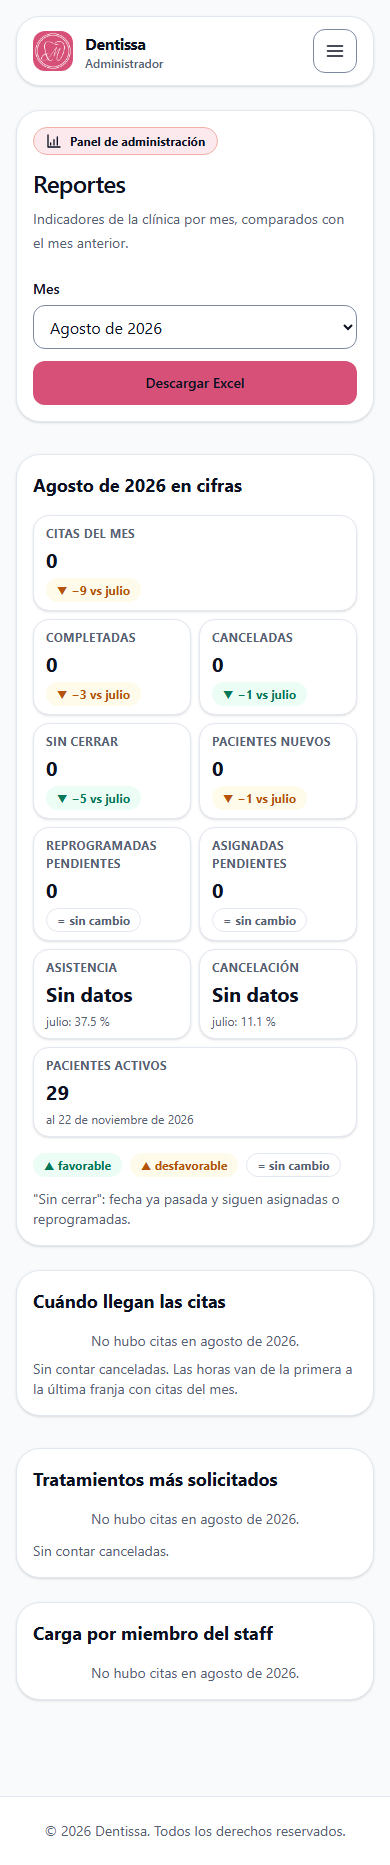 Dentissa
Administrador
Panel de administración
Reportes
Indicadores de la clínica por mes, comparados con
el mes anterior.
Mes
Agosto de 2026
Descargar Excel
Agosto de 2026 en cifras
CITAS DEL MES
0
▼ −9 vs julio
COMPLETADAS
0
▼ −3 vs julio
CANCELADAS
0
▼ −1 vs julio
SIN CERRAR
0
▼ −5 vs julio
PACIENTES NUEVOS
0
▼ −1 vs julio
REPROGRAMADAS
PENDIENTES
0
= sin cambio
ASIGNADAS
PENDIENTES
0
= sin cambio
ASISTENCIA
Sin datos
julio: 37.5 %
CANCELACIÓN
Sin datos
julio: 11.1 %
PACIENTES ACTIVOS
29
al 22 de noviembre de 2026
▲ favorable ▲ desfavorable = sin cambio
"Sin cerrar": fecha ya pasada y siguen asignadas o
reprogramadas.
Cuándo llegan las citas
No hubo citas en agosto de 2026.
Sin contar canceladas. Las horas van de la primera a
la última franja con citas del mes.
Tratamientos más solicitados
No hubo citas en agosto de 2026.
Sin contar canceladas.
Carga por miembro del staff
No hubo citas en agosto de 2026.
© 2026 Dentissa. Todos los derechos reservados.